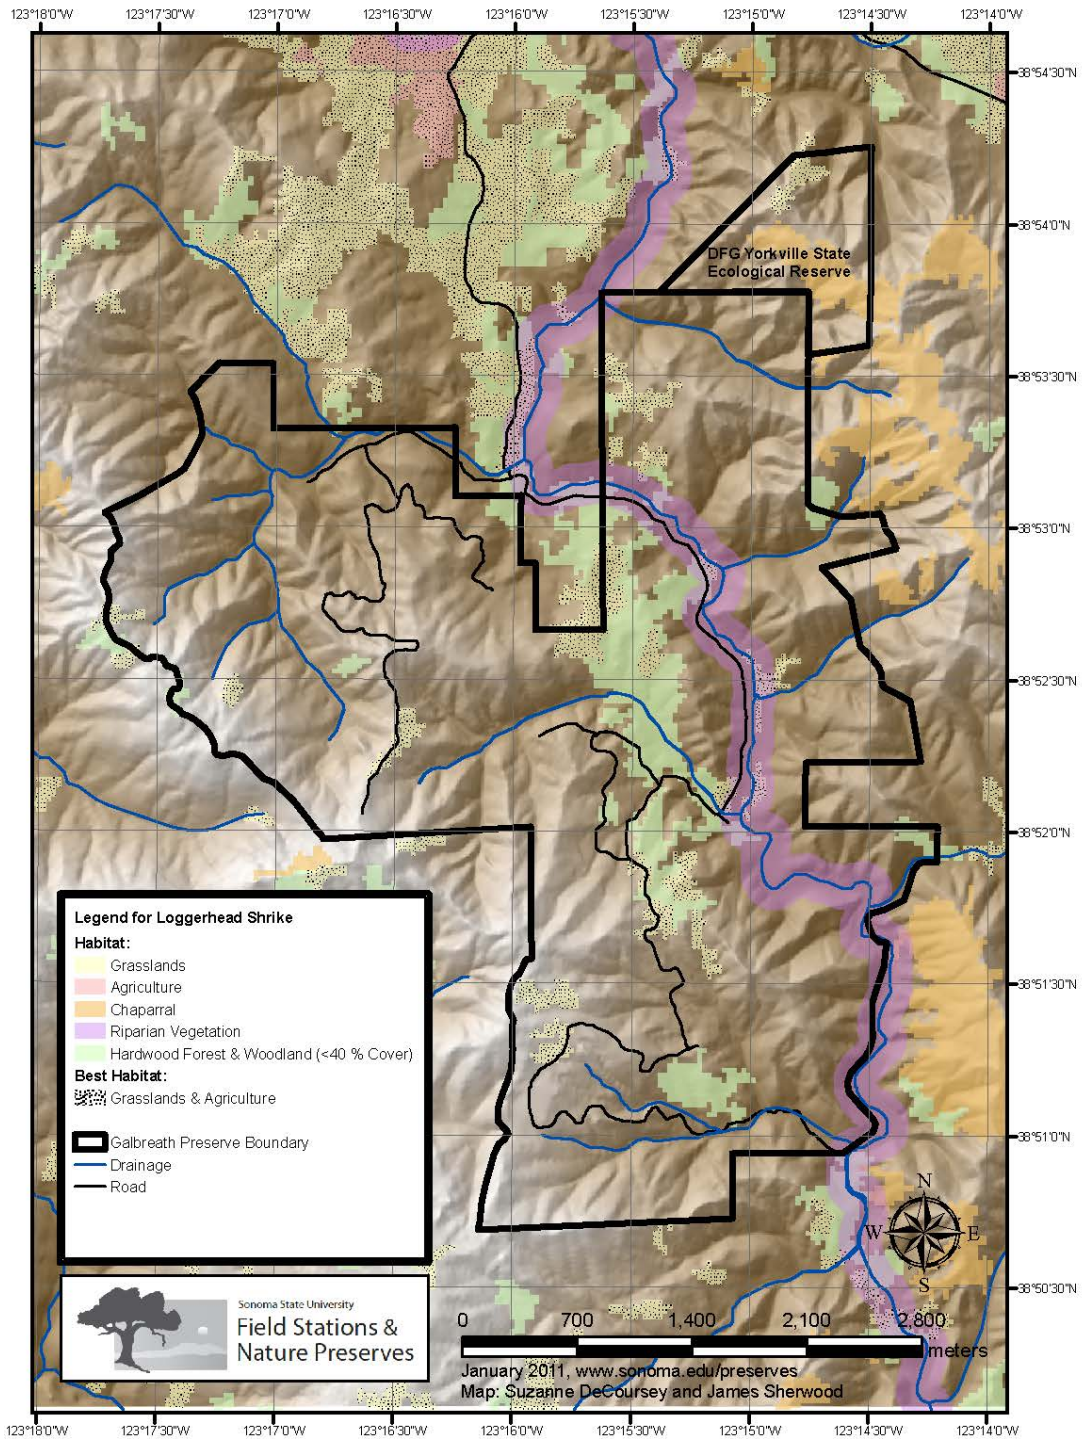 123°18'0"W 123°17'30"W 123°17'0"W 123°16'30"W 123°16'0"W 123°15'30"W 123°15'0"W 123°14'30"W 123°14'0"W
38°54'30"N
38°54'0"N
DFG Yorkville State
Ecological Reserve
38°53'30"N
38°53'0"N
38°52'30"N
38°52'0"N
38°51'30"N
38°51'0"N
38°50'30"N
Legend for Loggerhead Shrike
Habitat:
Grasslands
Agriculture
Chaparral
Riparian Vegetation
Hardwood Forest & Woodland (<40 % Cover)
Best Habitat:
Grasslands & Agriculture
Galbreath Preserve Boundary
Drainage
Road
N
W E
S
Sonoma State University
Field Stations &
Nature Preserves
0 700 1,400 2,100 2,800
meters
January 2011, www.sonoma.edu/preserves
Map: Suzanne DeCoursey and James Sherwood
123°18'0"W 123°17'30"W 123°17'0"W 123°16'30"W 123°16'0"W 123°15'30"W 123°15'0"W 123°14'30"W 123°14'0"W